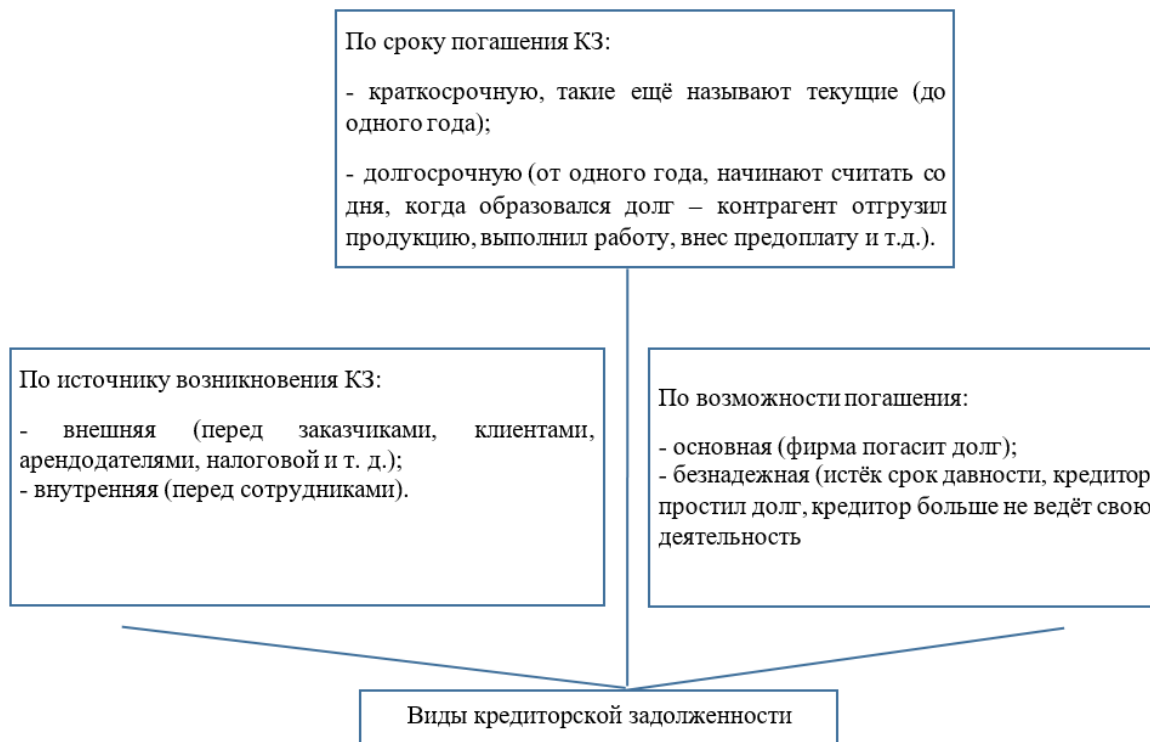 По сроку погашения КЗ:
- краткосрочную, такие ещё называют текущие (до
одного года);
- долгосрочную (от одного года, начинают считать со
дня, когда образовался долг – контрагент отгрузил
продукцию, выполнил работу, внес предоплату и т.д.).
По источнику возникновения КЗ:
- внешняя (перед заказчиками, клиентами,
арендодателями, налоговой и т. д.);
- внутренняя (перед сотрудниками).
По возможности погашения:
- основная (фирма погасит долг);
- безнадежная (истёк срок давности, кредитор
простил долг, кредитор больше не ведёт свою
деятельность
Виды кредиторской задолженности